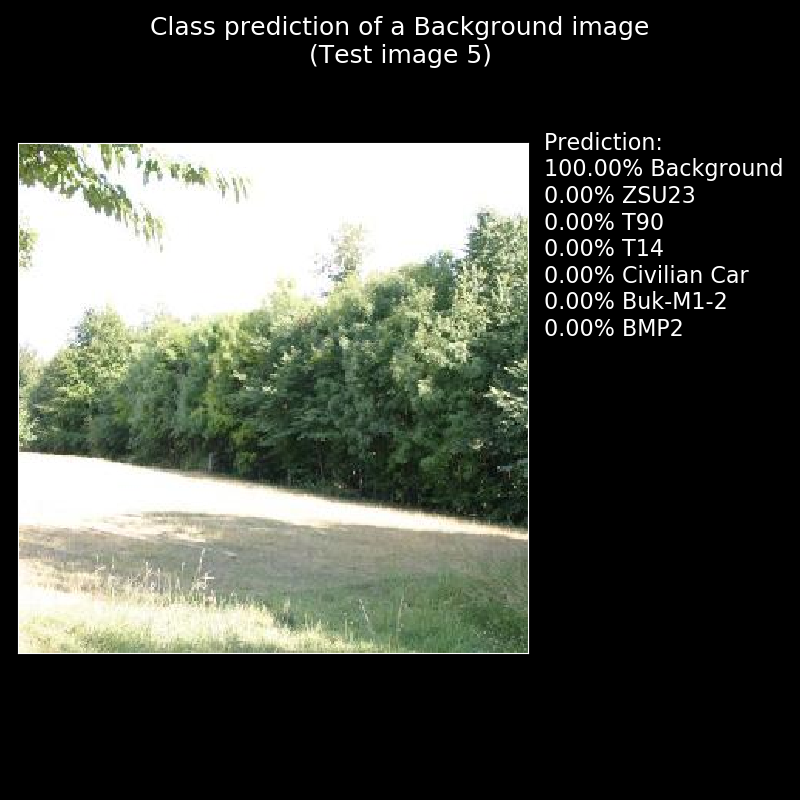 Class prediction of a Background image
(Test image 5)
Prediction:
100.00% Background
0.00% ZSU23
0.00% T90
0.00% T14
0.00% Civilian Car
0.00% Buk-M1-2
0.00% BMP2